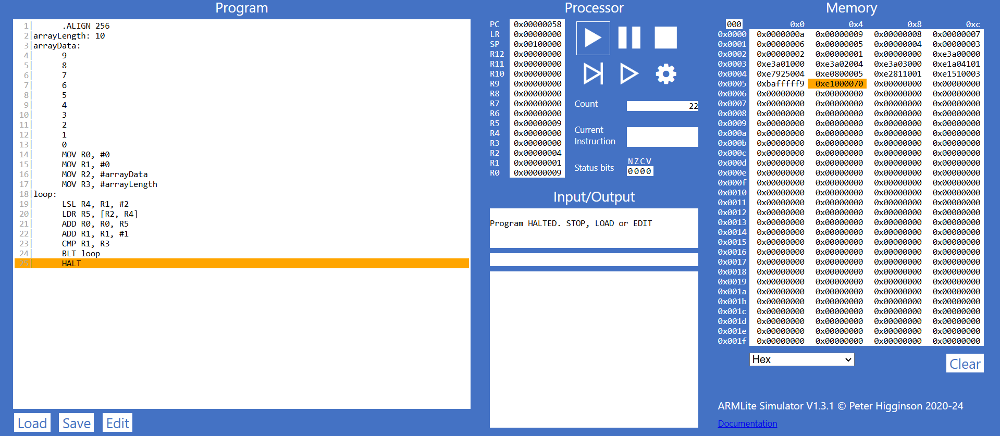 Program
1| .ALIGN 256
2|arrayLength: 10
3|arrayData:
4| 9
5| 8
6| 7
7| 6
8| 5
9| 4
10| 3
11| 2
12| 1
13| 0
14| MOV R0, #0
15| MOV R1, #0
16| MOV R2, #arrayData
17| MOV R3, #arrayLength
18|loop:
19| LSL R4, R1, #2
20| LDR R5, [R2, R4]
21| ADD R0, R0, R5
22| ADD R1, R1, #1
23| CMP R1, R3
24| BLT loop
25| HALT
Load Save Edit
Processor
PC 0x00000058
LR 0x00000000
SP 0x00100000
R12 0x00000000
R11 0x00000000
R10 0x00000000
R9 0x00000000
R8 0x00000000
R7 0x00000000
R6 0x00000000
R5 0x00000009
R4 0x00000000
R3 0x00000000
R2 0x00000004
R1 0x00000001
R0 0x00000009
Count 22
Current
Instruction
Status bits NZCV
0000
Input/Output
Program HALTED. STOP, LOAD or EDIT
Memory
000 0x0 0x4 0x8 0xc
0x0000 0x0000000a 0x00000009 0x00000008 0x00000007
0x0001 0x00000006 0x00000005 0x00000004 0x00000003
0x0002 0x00000002 0x00000001 0x00000000 0xe3a00000
0x0003 0xe3a01000 0xe3a02004 0xe3a03000 0xe1a04101
0x0004 0xe7925004 0xe0800005 0xe2811001 0xe1510003
0x0005 0xbafffff9 0xe1000070 0x00000000 0x00000000
0x0006 0x00000000 0x00000000 0x00000000 0x00000000
0x0007 0x00000000 0x00000000 0x00000000 0x00000000
0x0008 0x00000000 0x00000000 0x00000000 0x00000000
0x0009 0x00000000 0x00000000 0x00000000 0x00000000
0x000a 0x00000000 0x00000000 0x00000000 0x00000000
0x000b 0x00000000 0x00000000 0x00000000 0x00000000
0x000c 0x00000000 0x00000000 0x00000000 0x00000000
0x000d 0x00000000 0x00000000 0x00000000 0x00000000
0x000e 0x00000000 0x00000000 0x00000000 0x00000000
0x000f 0x00000000 0x00000000 0x00000000 0x00000000
0x0010 0x00000000 0x00000000 0x00000000 0x00000000
0x0011 0x00000000 0x00000000 0x00000000 0x00000000
0x0012 0x00000000 0x00000000 0x00000000 0x00000000
0x0013 0x00000000 0x00000000 0x00000000 0x00000000
0x0014 0x00000000 0x00000000 0x00000000 0x00000000
0x0015 0x00000000 0x00000000 0x00000000 0x00000000
0x0016 0x00000000 0x00000000 0x00000000 0x00000000
0x0017 0x00000000 0x00000000 0x00000000 0x00000000
0x0018 0x00000000 0x00000000 0x00000000 0x00000000
0x0019 0x00000000 0x00000000 0x00000000 0x00000000
0x001a 0x00000000 0x00000000 0x00000000 0x00000000
0x001b 0x00000000 0x00000000 0x00000000 0x00000000
0x001c 0x00000000 0x00000000 0x00000000 0x00000000
0x001d 0x00000000 0x00000000 0x00000000 0x00000000
0x001e 0x00000000 0x00000000 0x00000000 0x00000000
0x001f 0x00000000 0x00000000 0x00000000 0x00000000
Hex Clear
ARMLite Simulator V1.3.1 © Peter Higginson 2020-24
Documentation